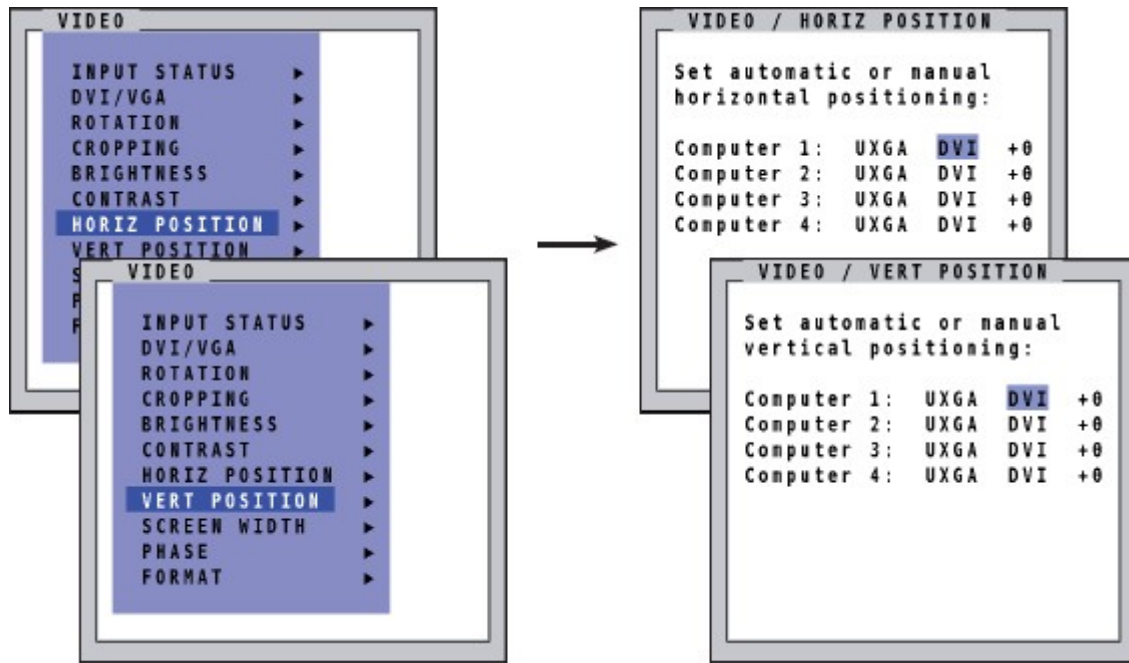 VIDEO
INPUT STATUS ►
DVI/VGA ►
ROTATION ►
CROPPING ►
BRIGHTNESS ►
CONTRAST ►
HORIZ POSITION ►
VERT POSITION ►
S
P
F
VIDEO
INPUT STATUS ►
DVI/VGA ►
ROTATION ►
CROPPING ►
BRIGHTNESS ►
CONTRAST ►
HORIZ POSITION ►
VERT POSITION ►
SCREEN WIDTH ►
PHASE ►
FORMAT ►
VIDEO / HORIZ POSITION
Set automatic or manual
horizontal positioning:
Computer 1: UXGA DVI +0
Computer 2: UXGA DVI +0
Computer 3: UXGA DVI +0
Computer 4: UXGA DVI +0
VIDEO / VERT POSITION
Set automatic or manual
vertical positioning:
Computer 1: UXGA DVI +0
Computer 2: UXGA DVI +0
Computer 3: UXGA DVI +0
Computer 4: UXGA DVI +0